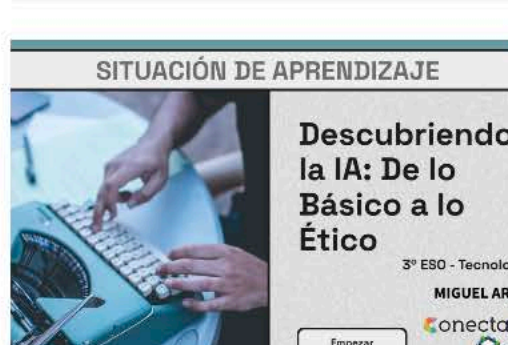 SITUACIÓN DE APRENDIZAJE
Descubriendo
la IA: De lo
Básico a lo
Ético
3º ESO - Tecnolo
MIGUEL AR
conecta
Empezar